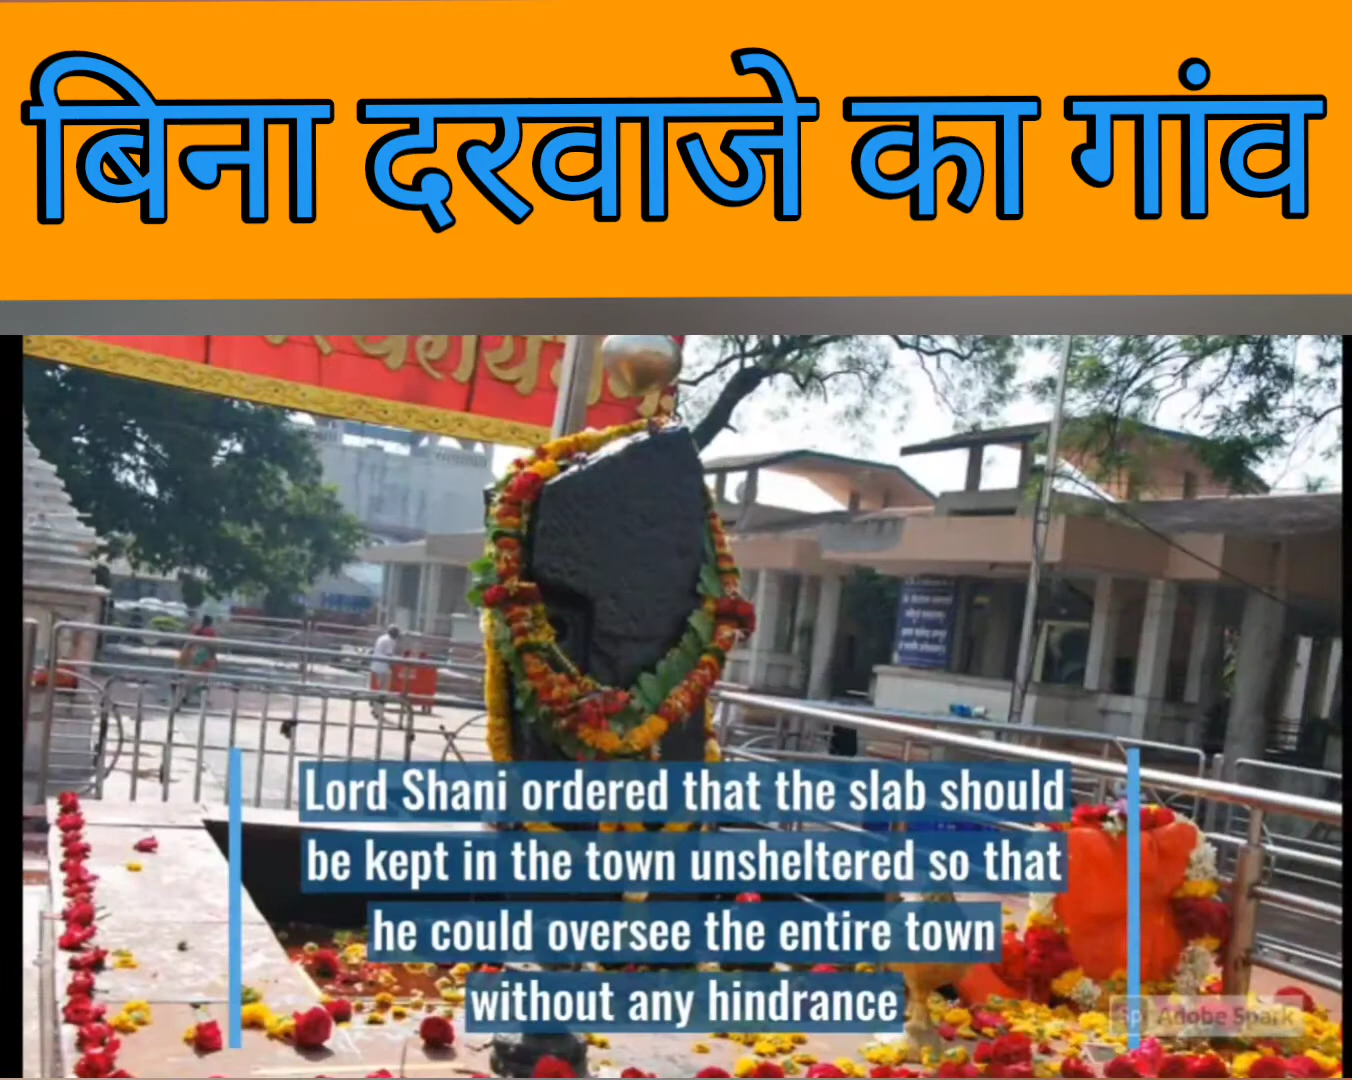 बिना दरवाजे का गांव
Lord Shani ordered that the slab should
be kept in the town unsheltered so that
he could oversee the entire town
without any hindrance
Sp Adobe Spark